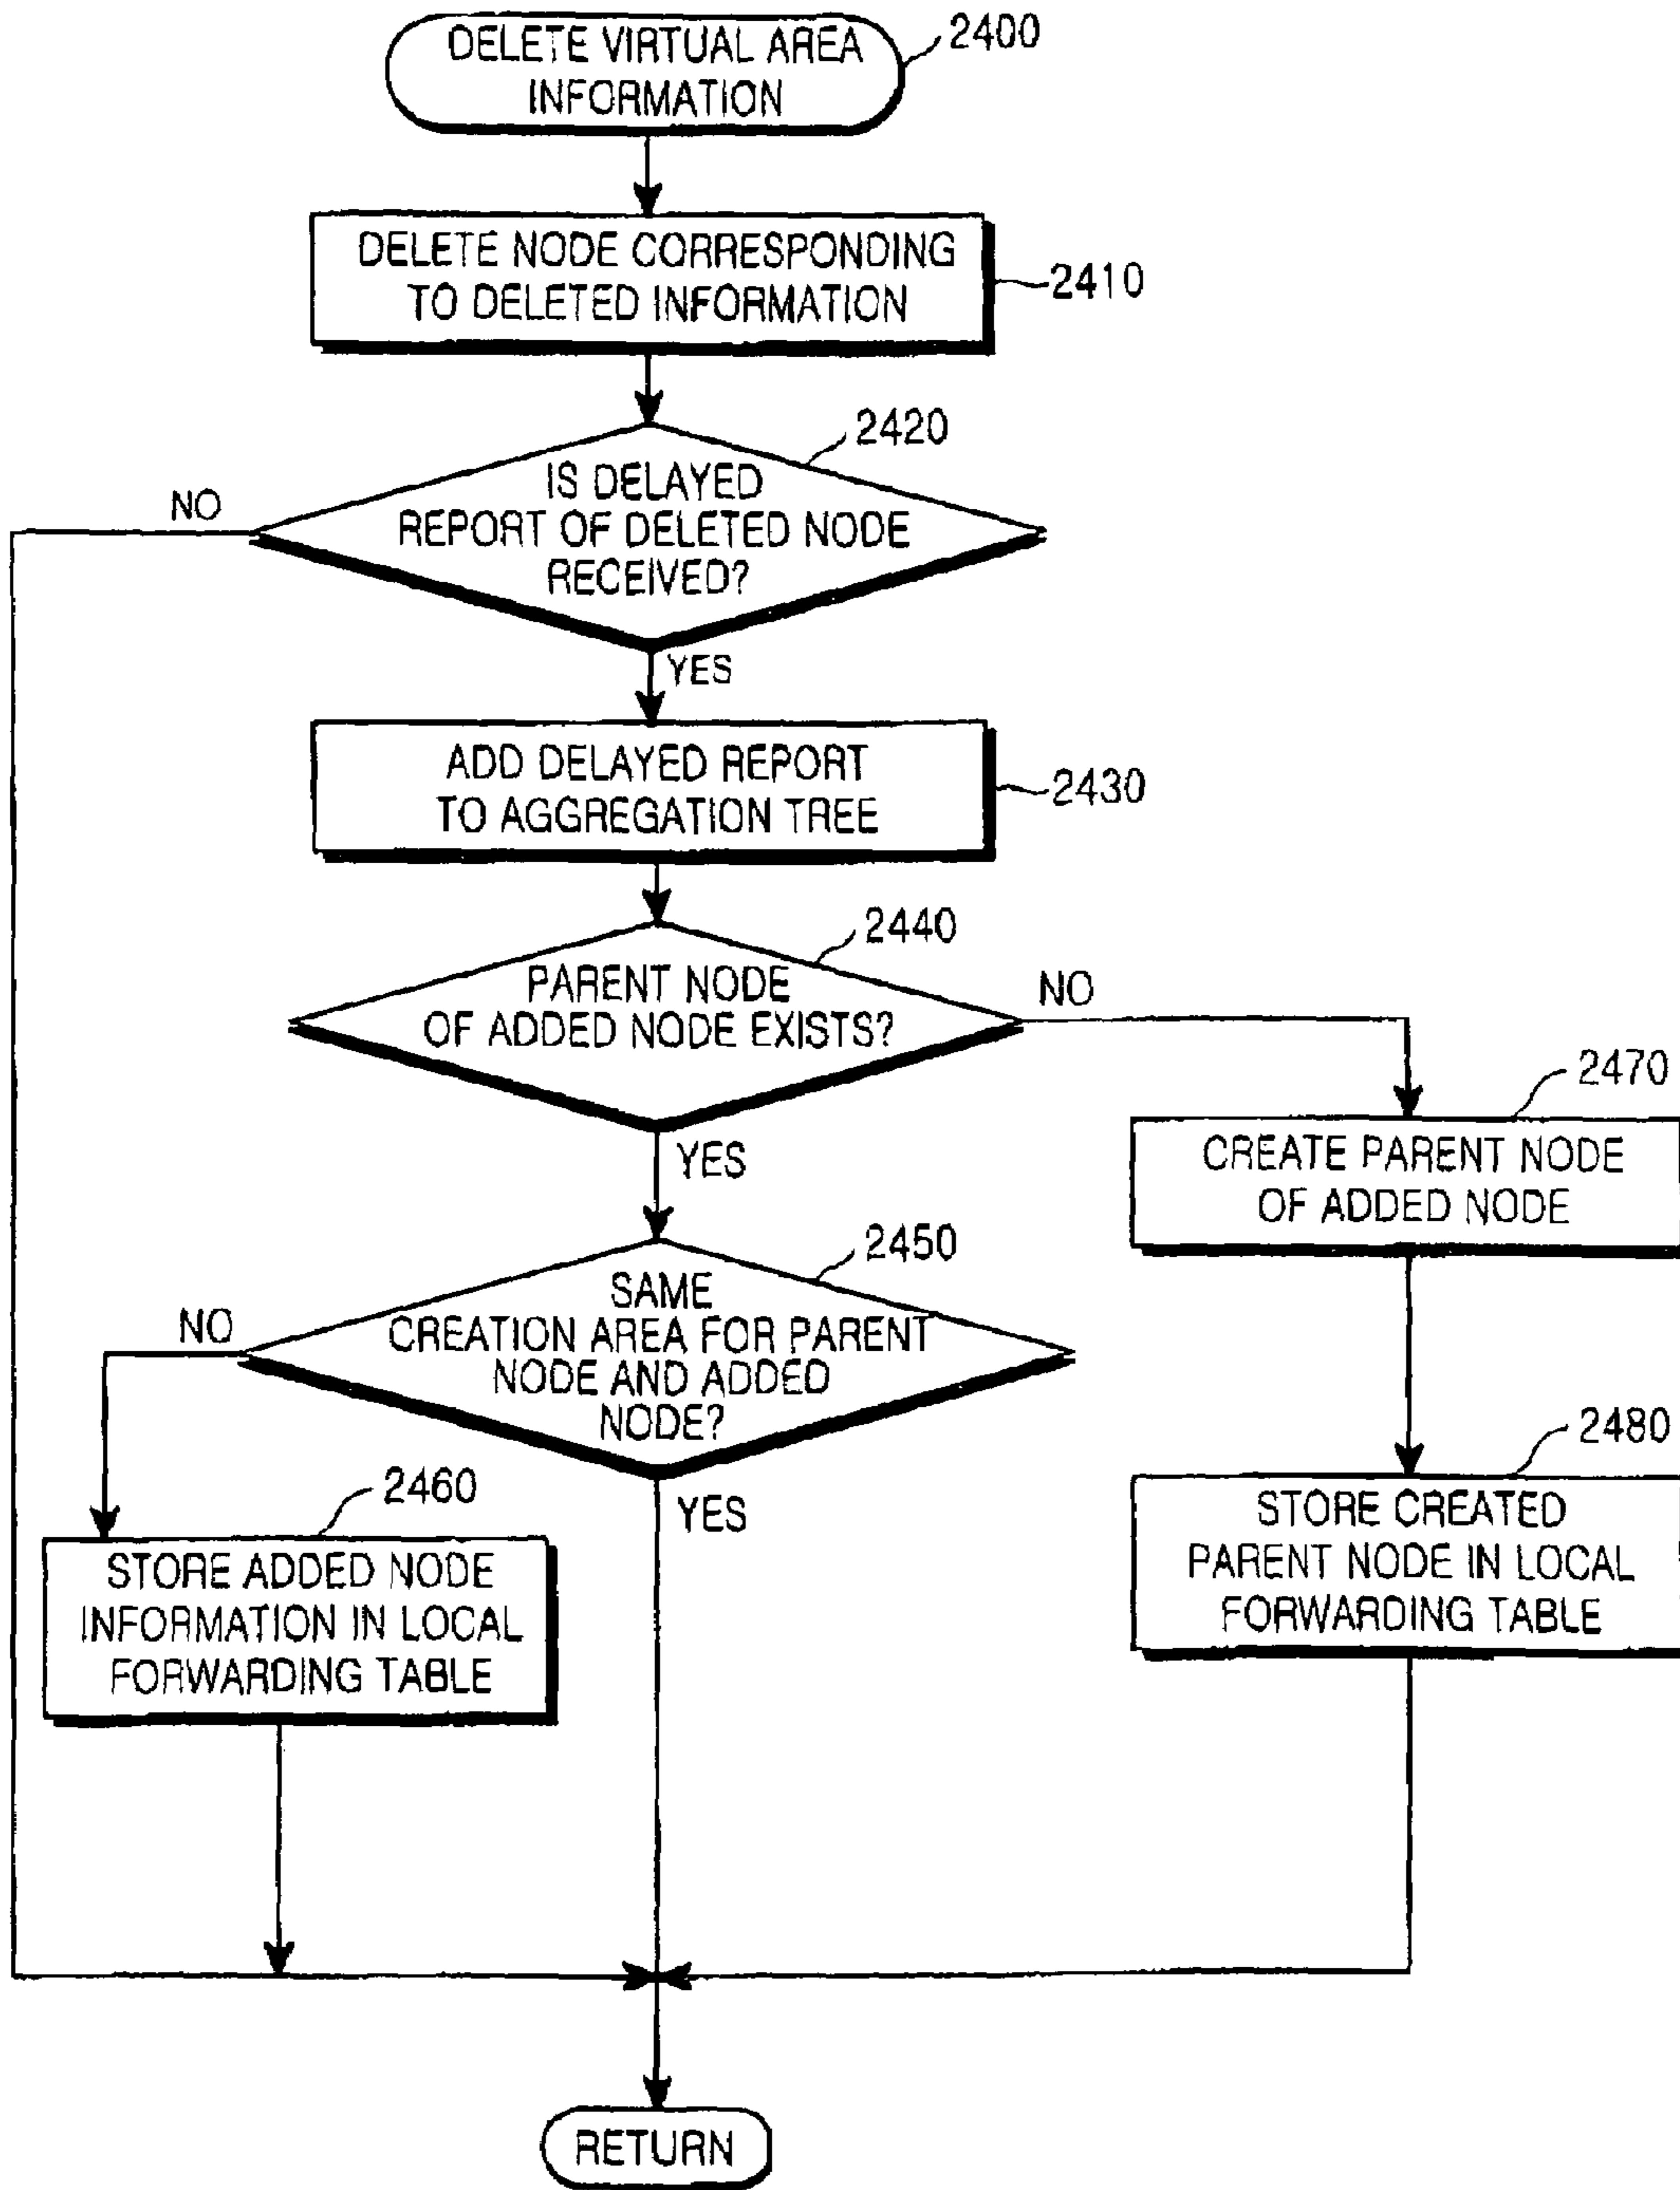 DELETE VIRTUAL AREA
INFORMATION
2400
DELETE NODE CORRESPONDING
TO DELETED INFORMATION
2410
2420
IS DELAYED
REPORT OF DELETED NODE
RECEIVED?
NO
YES
ADD DELAYED REPORT
TO AGGREGATION TREE
2430
2440
PARENT NODE
OF ADDED NODE EXISTS?
NO
YES
2470
CREATE PARENT NODE
OF ADDED NODE
2450
SAME
CREATION AREA FOR PARENT
NODE AND ADDED
NODE?
NO
YES
2460
STORE ADDED NODE
INFORMATION IN LOCAL
FORWARDING TABLE
2480
STORE CREATED
PARENT NODE IN LOCAL
FORWARDING TABLE
RETURN